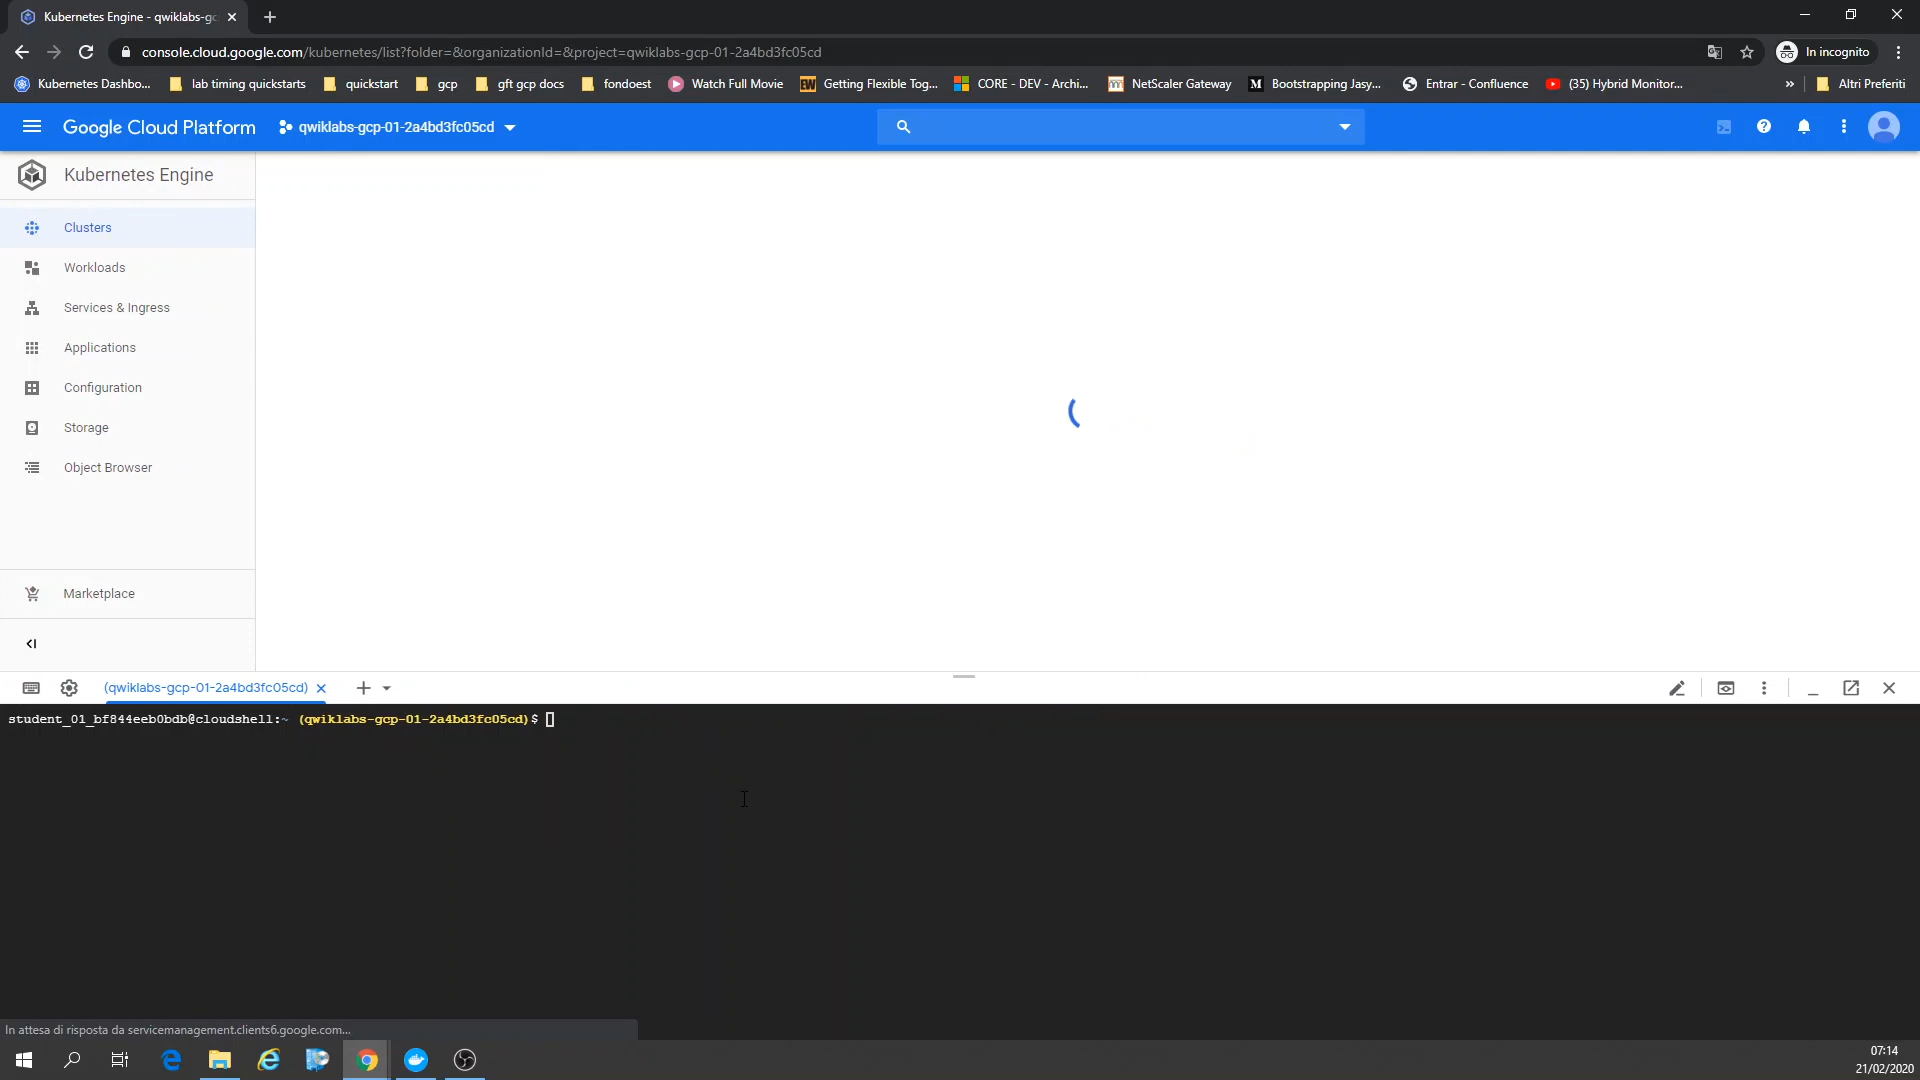 Kubernetes Engine - qwiklabs-gc
console.cloud.google.com/kubernetes/list?folder=&organizationId=&project=qwiklabs-gcp-01-2a4bd3fc05cd
In incognito
Kubernetes Dashbo... lab timing quickstarts quickstart gcp gft gcp docs fondoest Watch Full Movie Getting Flexible Tog... CORE - DEV - Archi... NetScaler Gateway Bootstrapping Jasy... Entrar - Confluence (35) Hybrid Monitor... » Altri Preferiti
Google Cloud Platform qwiklabs-gcp-01-2a4bd3fc05cd
Kubernetes Engine
Clusters
Workloads
Services & Ingress
Applications
Configuration
Storage
Object Browser
Marketplace
(qwiklabs-gcp-01-2a4bd3fc05cd)
student_01_bf844eeb0bdb@cloudshell:~ (qwiklabs-gcp-01-2a4bd3fc05cd)$
In attesa di risposta da servicemanagement.clients6.google.com...
07:14
21/02/2020